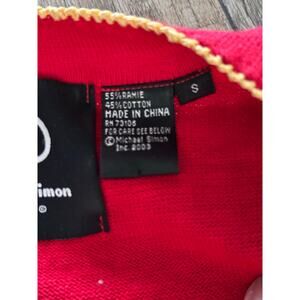 55% RAMIE
45% COTTON
MADE IN CHINA
RN 73106
FOR CARE SEE BELOW
©Michael Simon
Inc. 2003
S
Simon
®